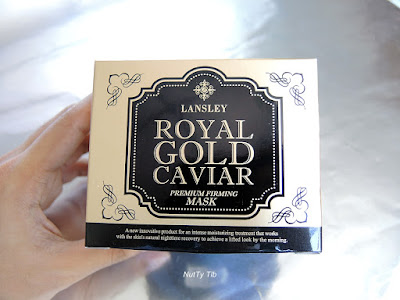 LANSLEY
ROYAL
GOLD
CAVIAR
PREMIUM FIRMING
MASK
A new innovative product for an intense moisturizing treatment that works
with the skin's natural nighttime recovery to achieve a lifted look by the morning.
NutTy Tib